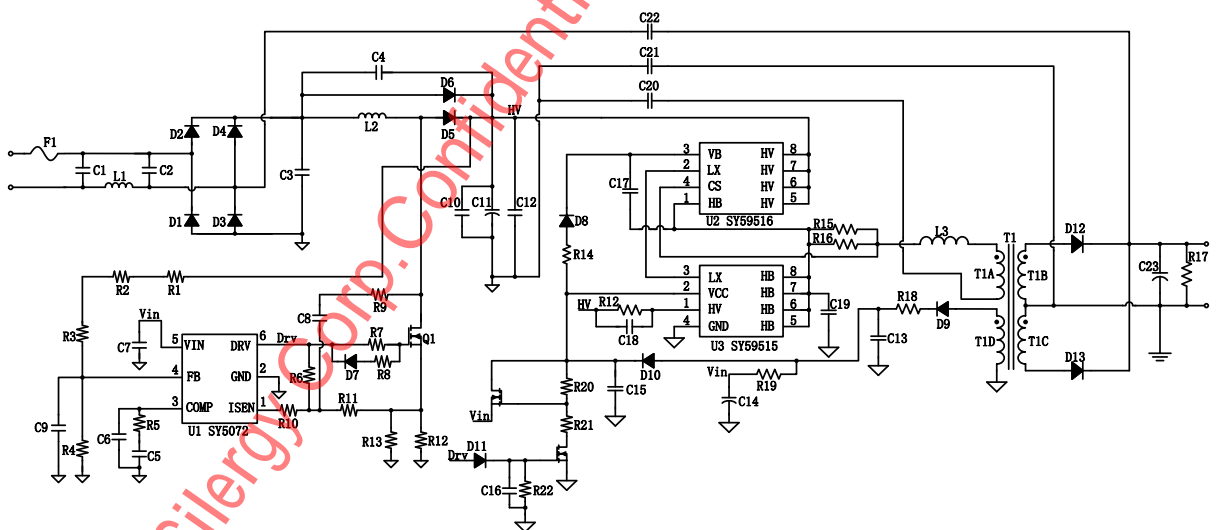 C22
C21
C20
C4
D6
HV
D5
L2
D2
D4
F1
C1
C2
L1
C3
D1
D3
C10
C11
C12
3
VB
HV
8
2
LX
HV
7
4
CS
HV
6
1
HB
HV
5
U2 SY59516
C17
D8
R14
R15
R16
L3
T1
D12
T1A
T1B
C23
R17
3
LX
HB
8
2
VCC
HB
7
1
HV
HB
6
4
GND
HB
5
U3 SY59515
HV
R12
C18
C19
R18
D9
C13
T1D
T1C
D13
R2
R1
R9
C8
R3
Vin
C7
5
VIN
DRV
6
Drv
GND
2
4
FB
3
COMP
ISEN
1
U1 SY5072
R7
Q1
D7
R8
R6
R10
R11
R13
R12
C9
R4
C6
R5
C5
D10
C15
R20
R21
Vin
Vin
R19
C14
Drv
D11
C16
R22
Silergy Corp. Confidenti